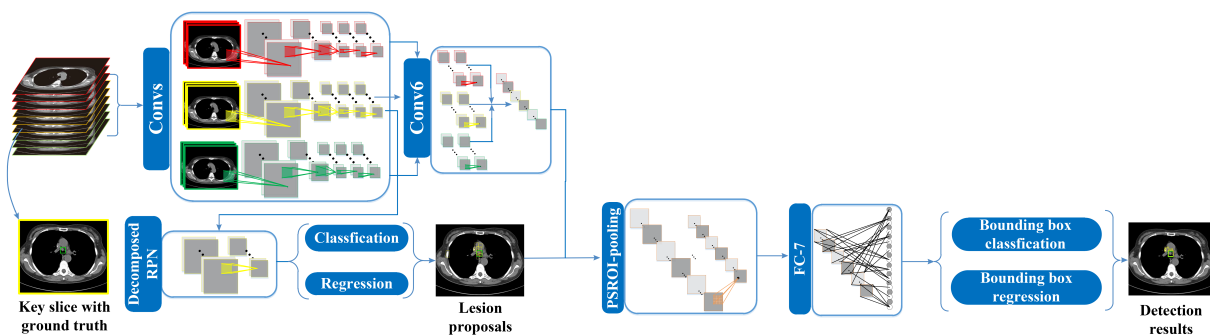 Convs
Conv6
Key slice with
ground truth
Decomposed
RPN
Classfication
Regression
Lesion
proposals
PSROI-pooling
FC-7
Bounding box
classfication
Bounding box
regression
Detection
results